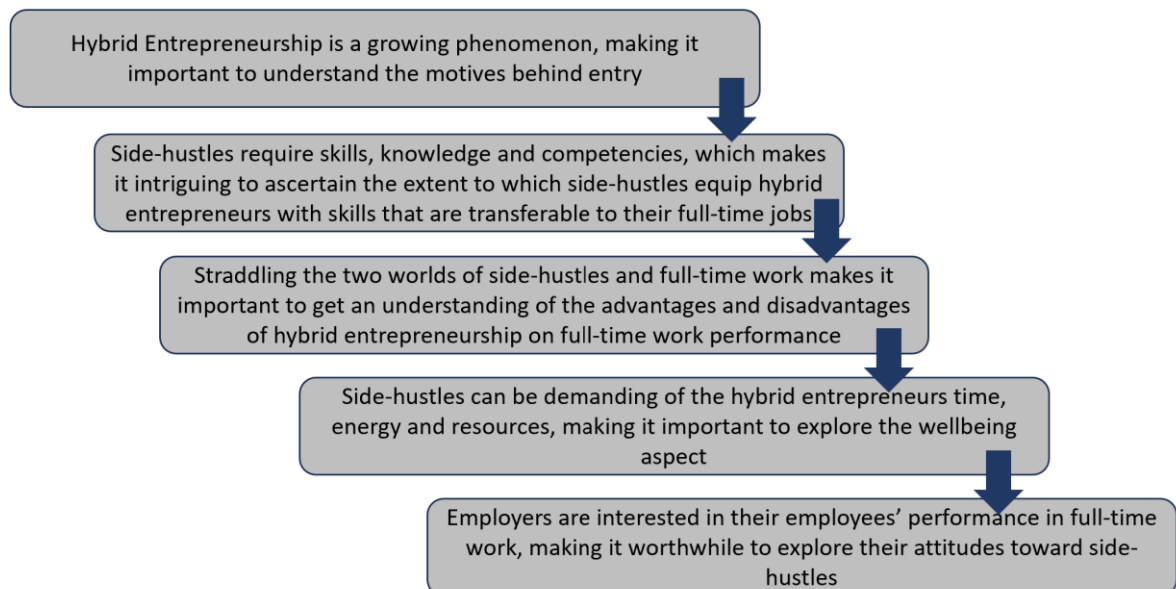 Hybrid Entrepreneurship is a growing phenomenon, making it
important to understand the motives behind entry
Side-hustles require skills, knowledge and competencies, which makes
it intriguing to ascertain the extent to which side-hustles equip hybrid
entrepreneurs with skills that are transferable to their full-time jobs
Straddling the two worlds of side-hustles and full-time work makes it
important to get an understanding of the advantages and disadvantages
of hybrid entrepreneurship on full-time work performance
Side-hustles can be demanding of the hybrid entrepreneurs time,
energy and resources, making it important to explore the wellbeing
aspect
Employers are interested in their employees’ performance in full-time
work, making it worthwhile to explore their attitudes toward side-
hustles